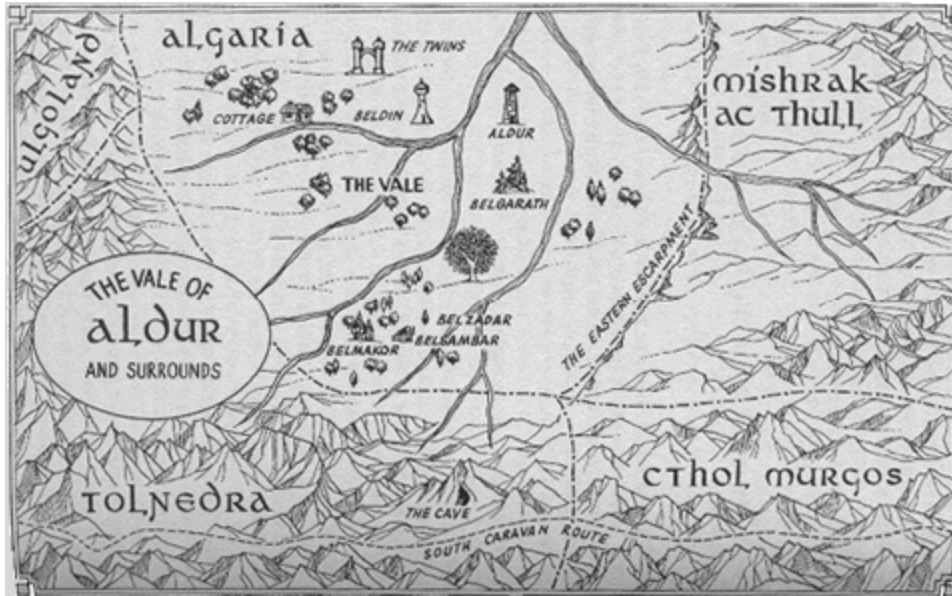 ALGARIA
THE TWINS
ULGOLAND
MISHRAK
AC THULL
COTTAGE
BELDIN
ALDUR
THE VALE
BELGARATH
THE EASTERN ESCARPMENT
THE VALE OF
ALDUR
AND SURROUNDS
BELZADAR
BELSAMBAR
BELMAKOR
TOLNEDRA
CTHOL MURGOS
THE CAVE
SOUTH CARAVAN ROUTE